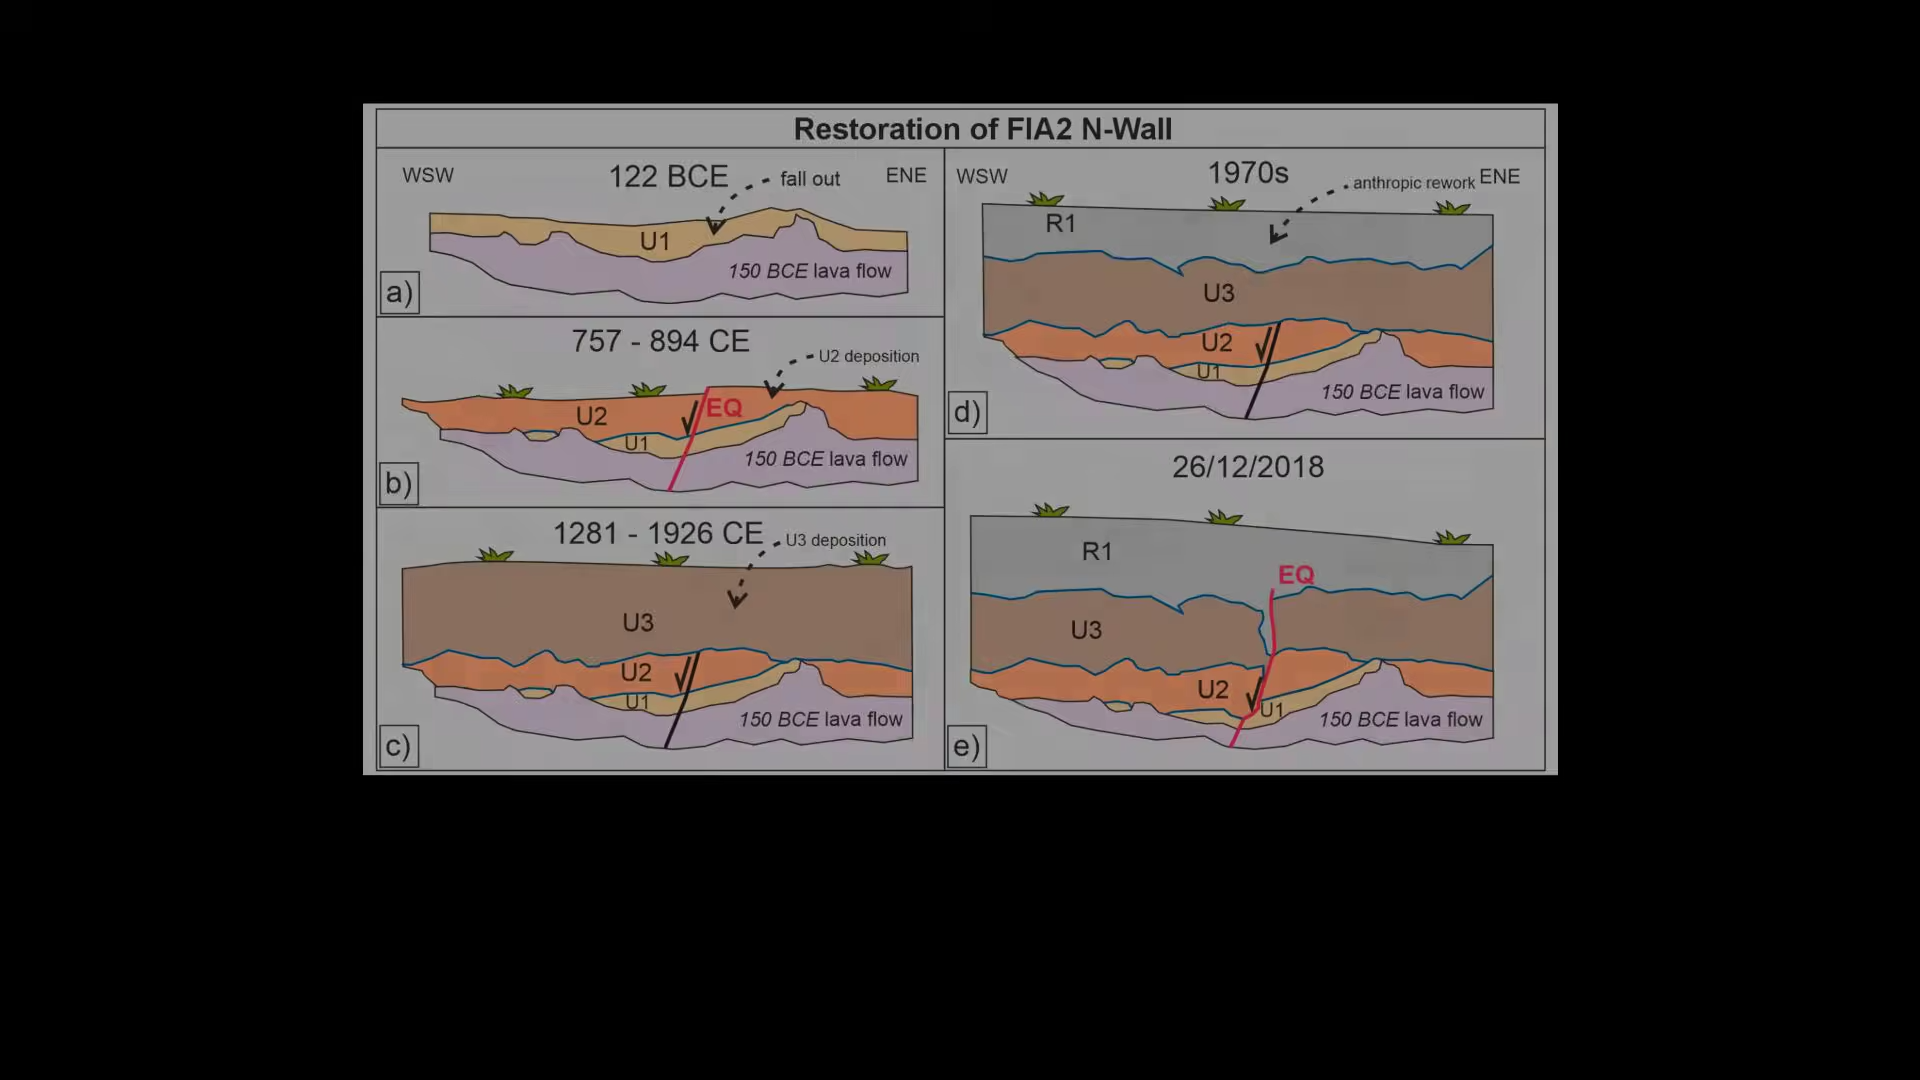 Restoration of FIA2 N-Wall
WSW
122 BCE
fall out
ENE
U1
150 BCE lava flow
a)
757 - 894 CE
U2 deposition
EQ
U2
U1
150 BCE lava flow
b)
1281 - 1926 CE
U3 deposition
U3
U2
U1
150 BCE lava flow
c)
WSW
1970s
anthropic rework
ENE
R1
U3
U2
U1
150 BCE lava flow
d)
26/12/2018
R1
EQ
U3
U2
U1
150 BCE lava flow
e)